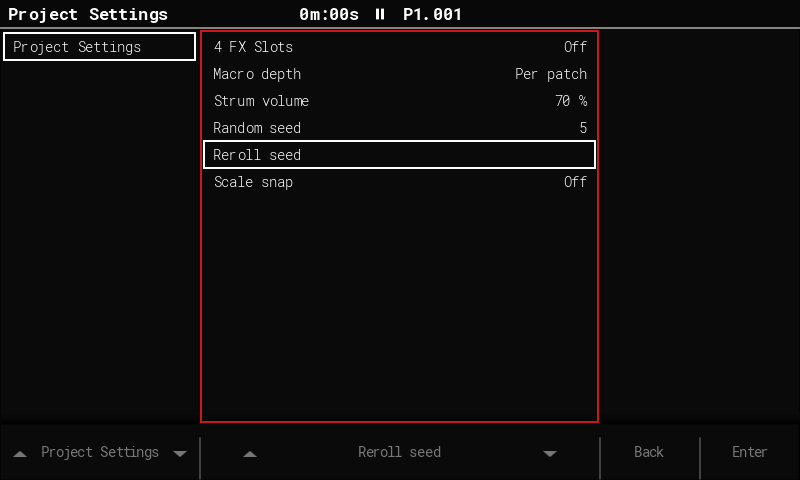 Project Settings 0m:00s P1.001
Project Settings
4 FX Slots Off
Macro depth Per patch
Strum volume 70 %
Random seed 5
Reroll seed
Scale snap Off
Project Settings Reroll seed Back Enter